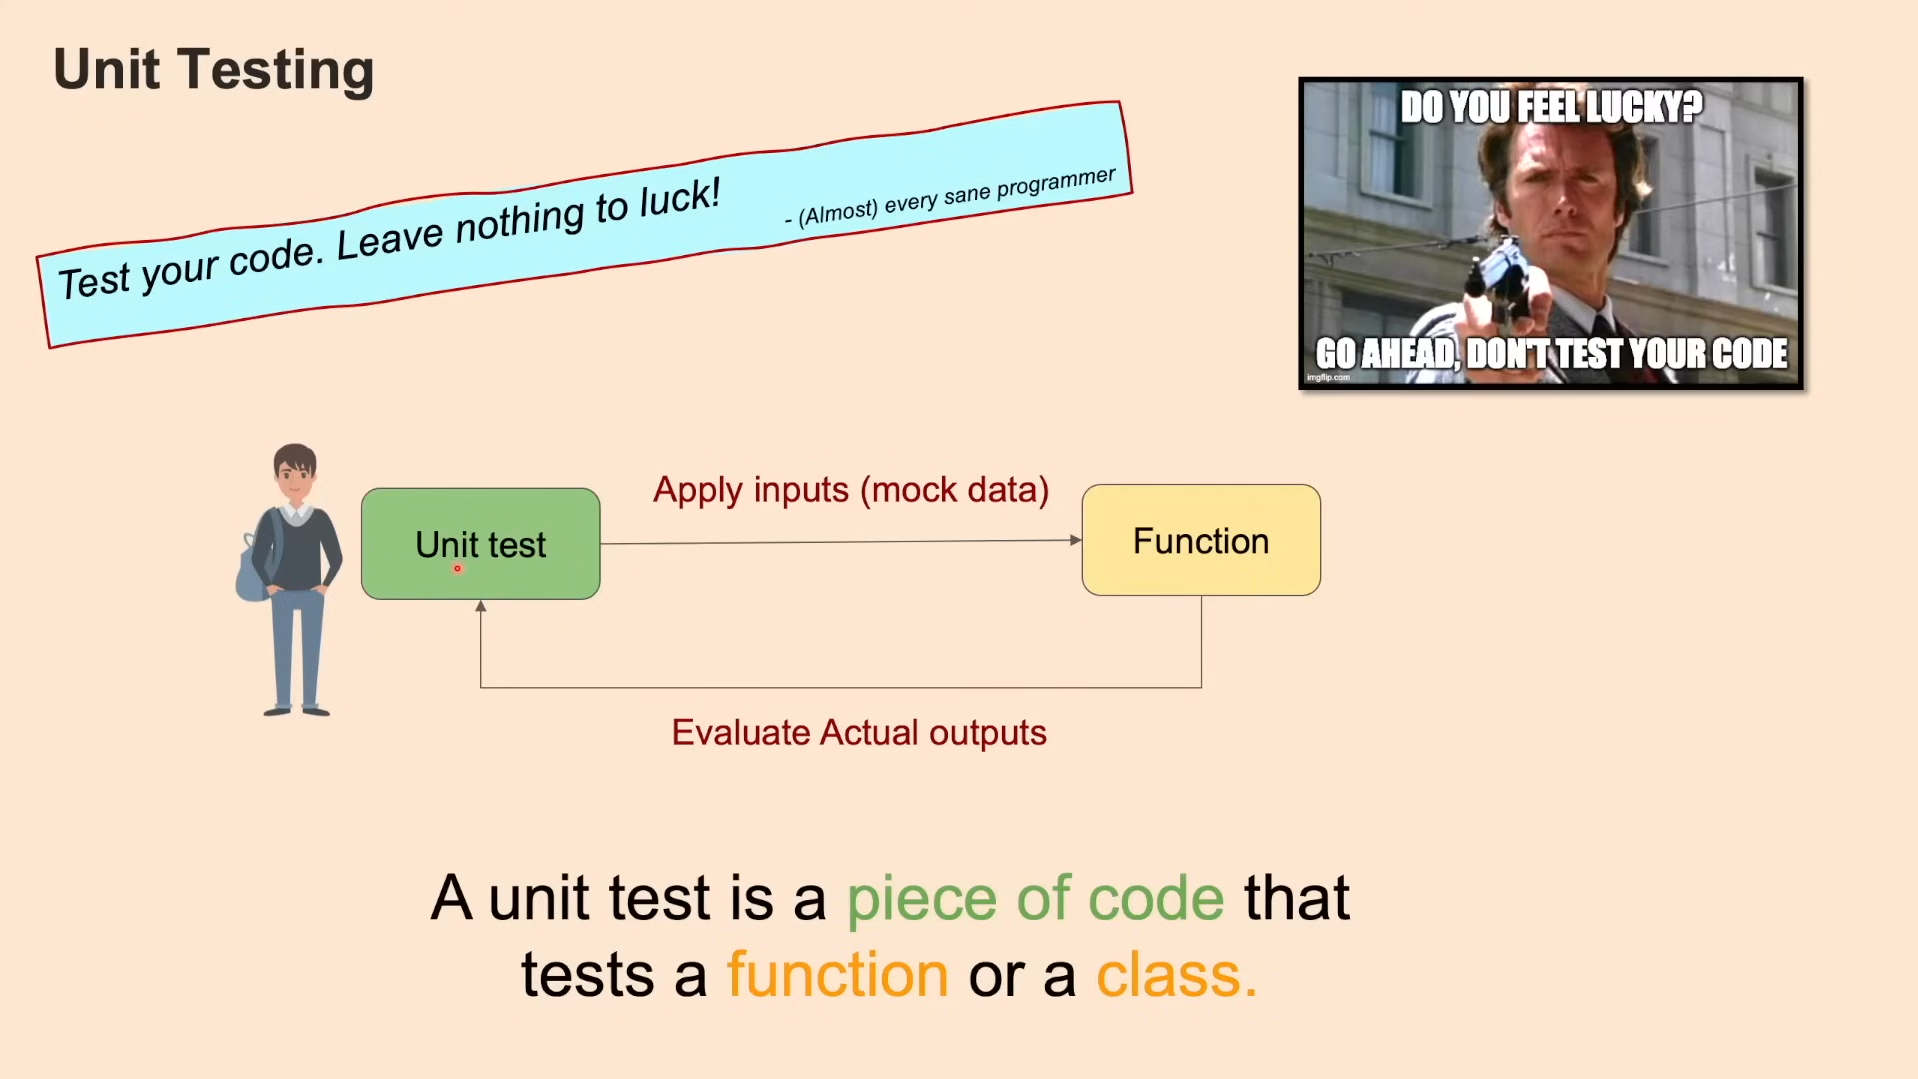 Unit Testing
Test your code. Leave nothing to luck!
- (Almost) every sane programmer
DO YOU FEEL LUCKY?
GO AHEAD, DON'T TEST YOUR CODE
imgflip.com
Apply inputs (mock data)
Unit test
Function
Evaluate Actual outputs
A unit test is a piece of code that
tests a function or a class.